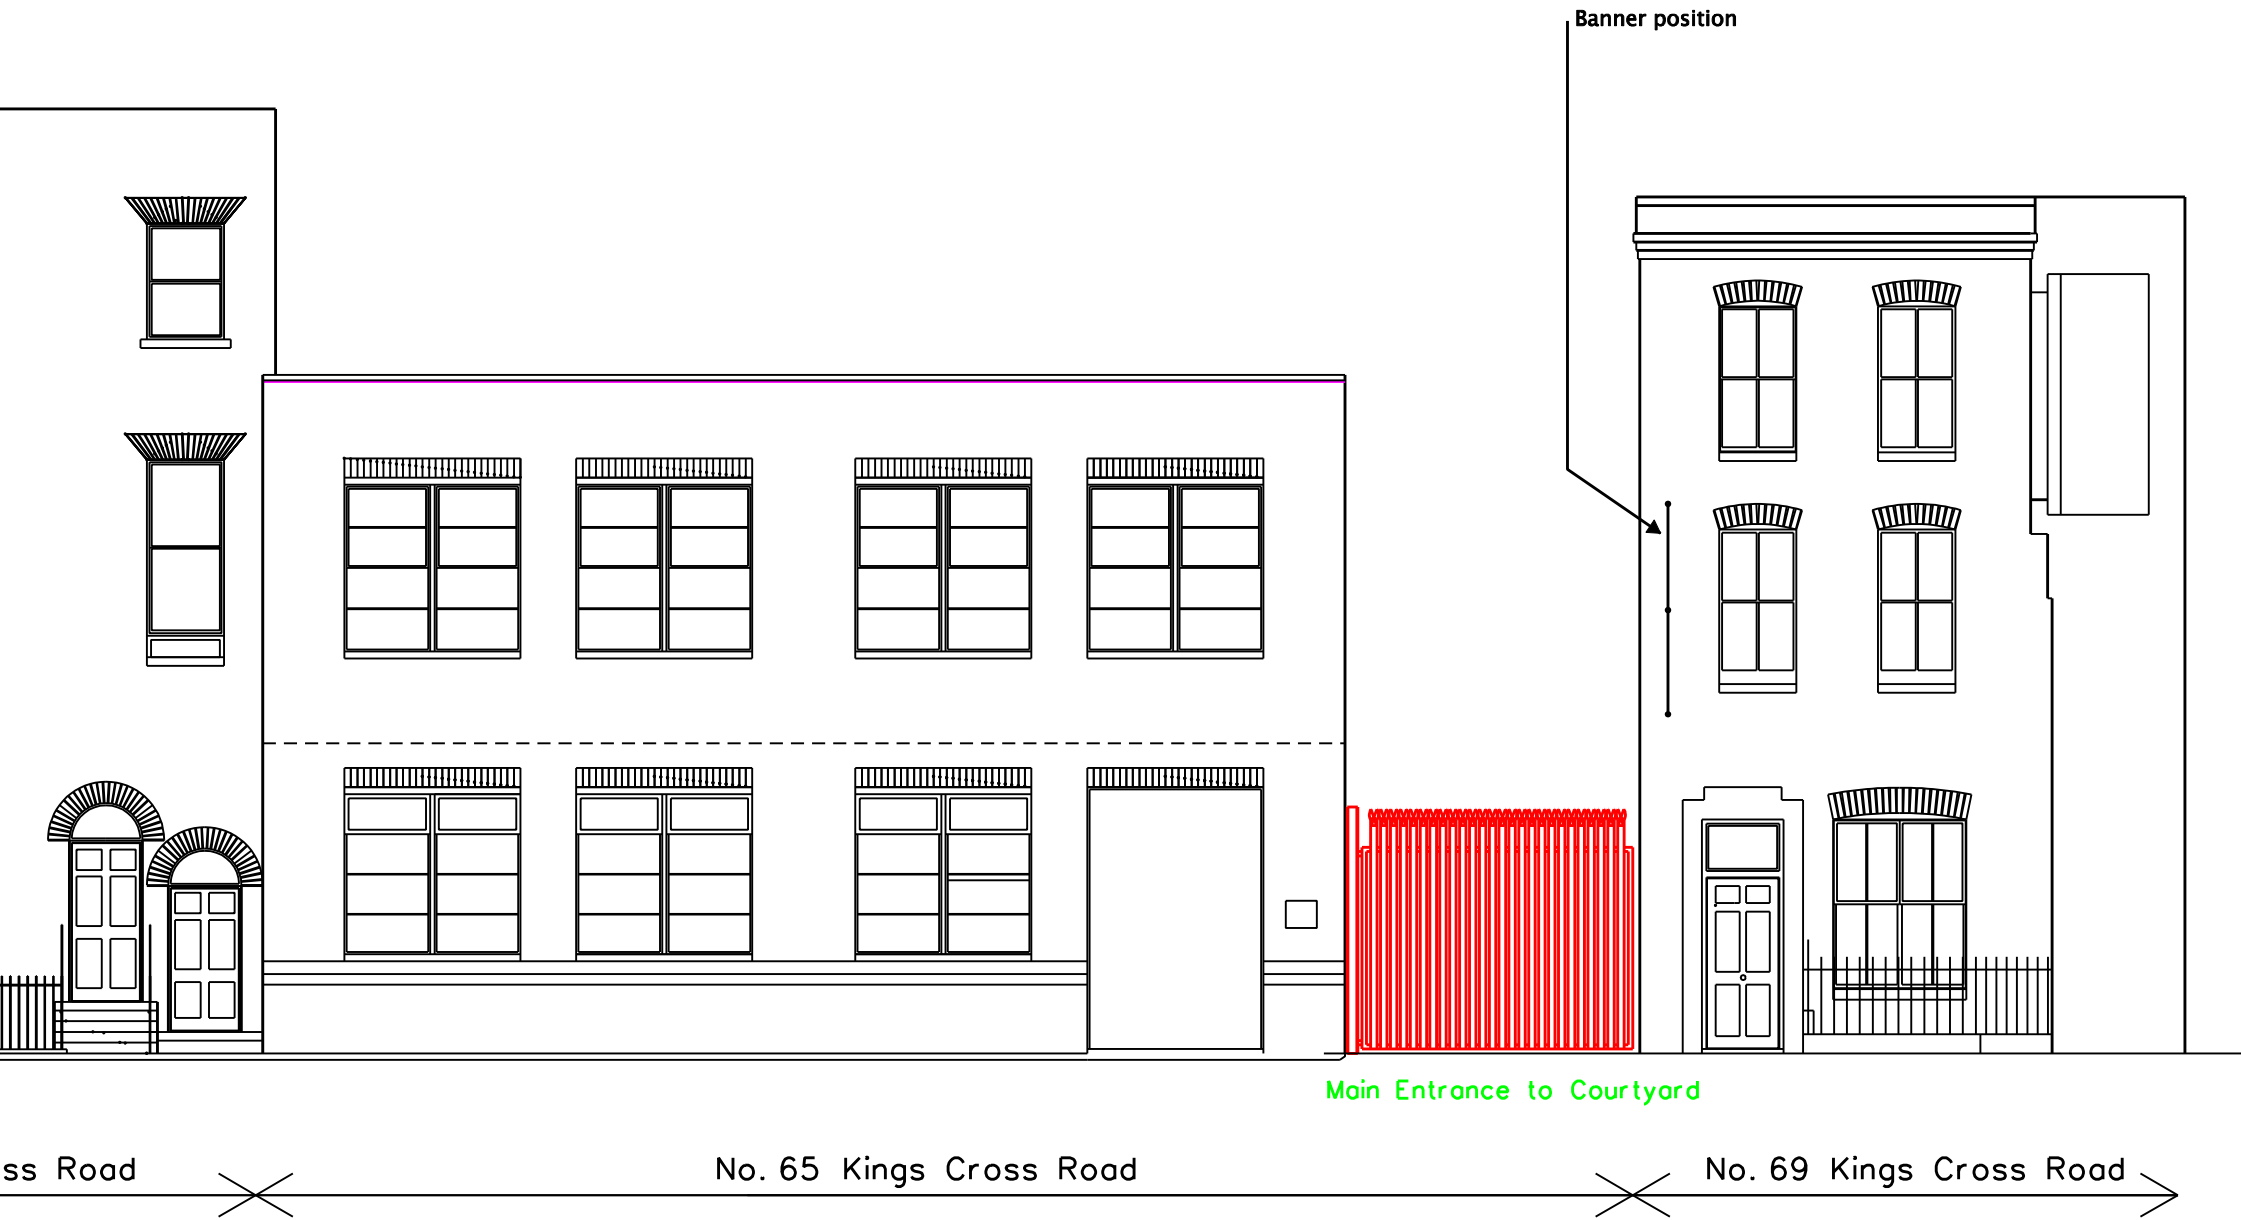 Banner position
Main Entrance to Courtyard
ss Road
No. 65 Kings Cross Road
No. 69 Kings Cross Road